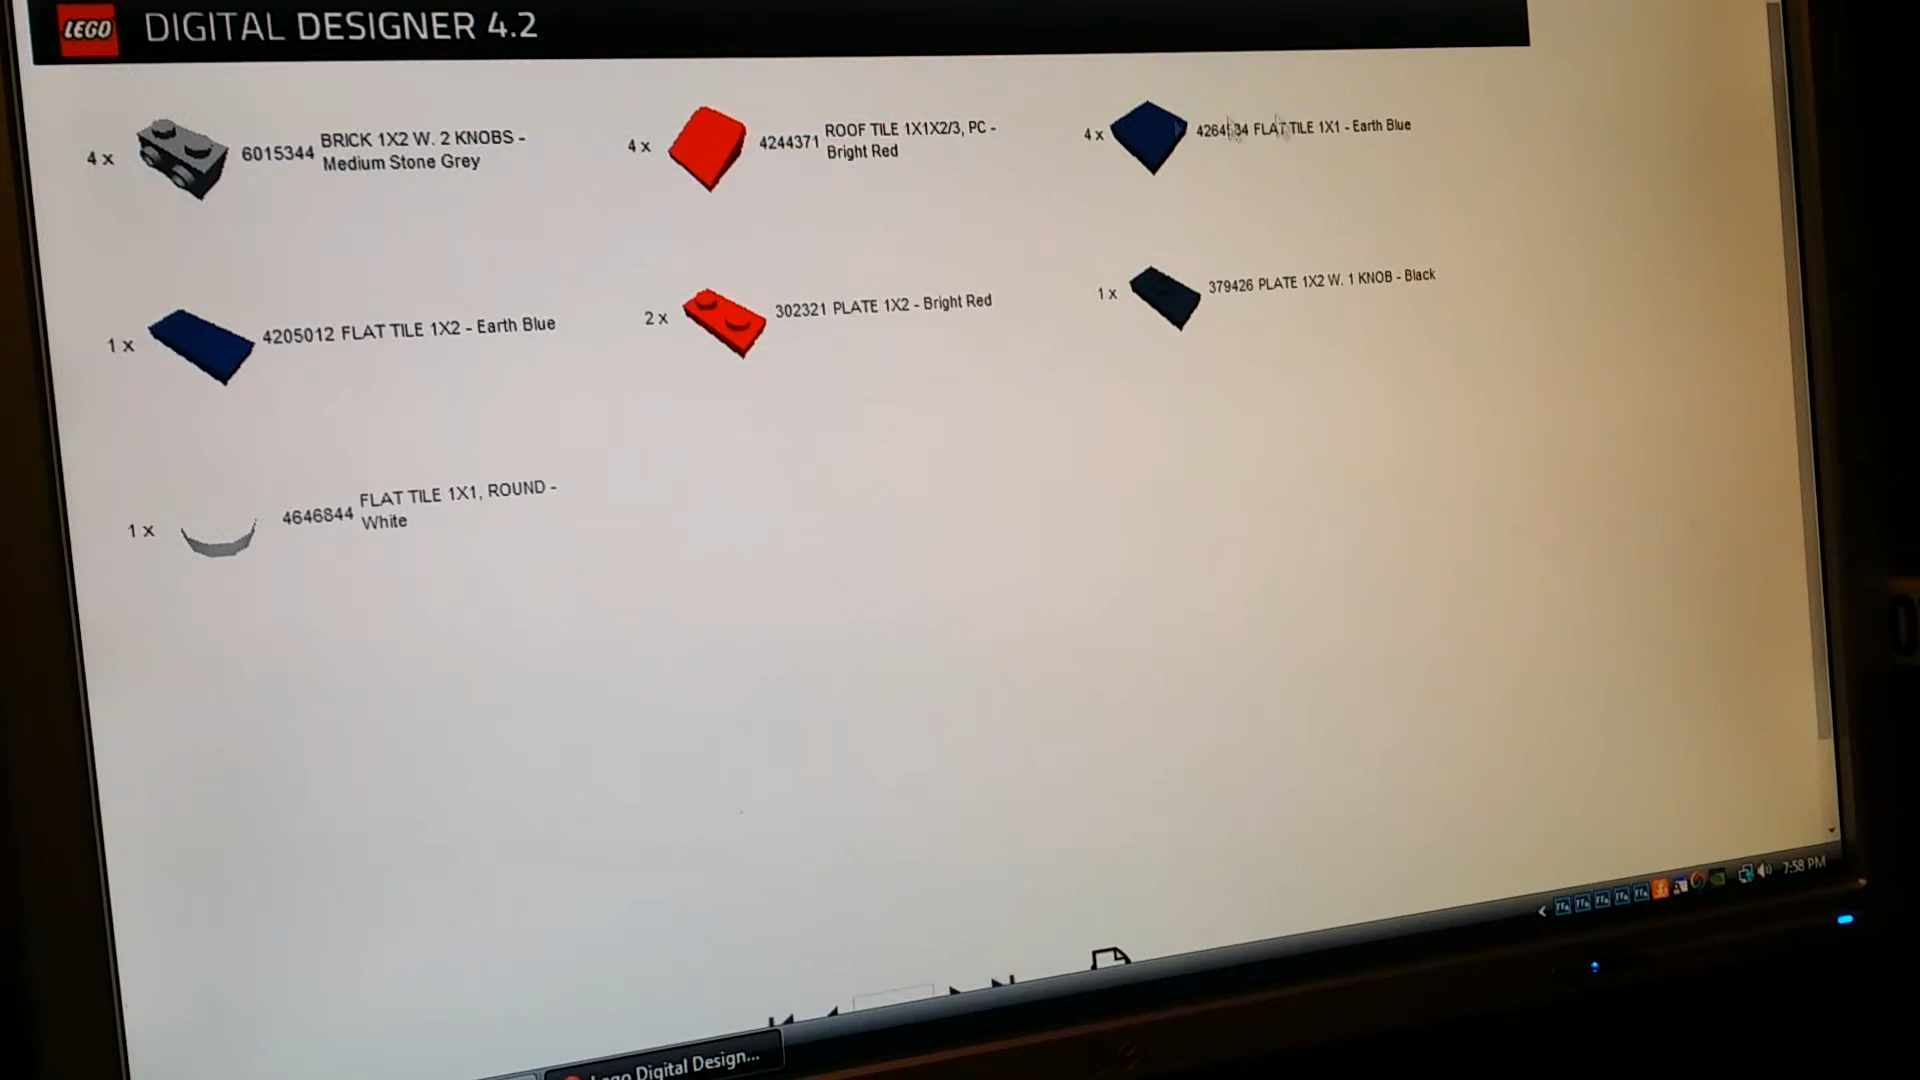 LEGO DIGITAL DESIGNER 4.2
4 x 6015344 BRICK 1X2 W. 2 KNOBS -
Medium Stone Grey
4 x 4244371 ROOF TILE 1X1X2/3, PC -
Bright Red
4 x FLAT TILE 1X1 - Earth Blue
1 x 4205012 FLAT TILE 1X2 - Earth Blue
2 x 302321 PLATE 1X2 - Bright Red
1 x 379426 PLATE 1X2 W. 1 KNOB - Black
1 x 4646844 FLAT TILE 1X1, ROUND -
White
7:58 PM
Lego Digital Design...